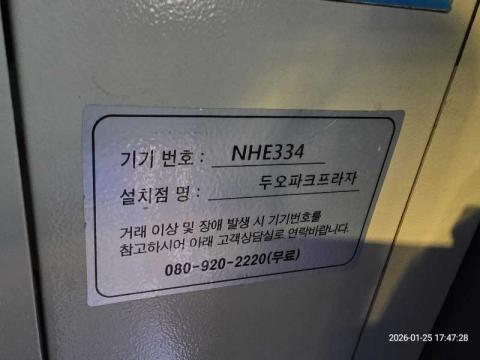 기기 번호 : NHE334
설치점 명 : 두오파크프라자
거래 이상 및 장애 발생 시 기기번호를
참고하시어 아래 고객상담실로 연락바랍니다.
080-920-2220(무료)
2026-01-25 17:47:28